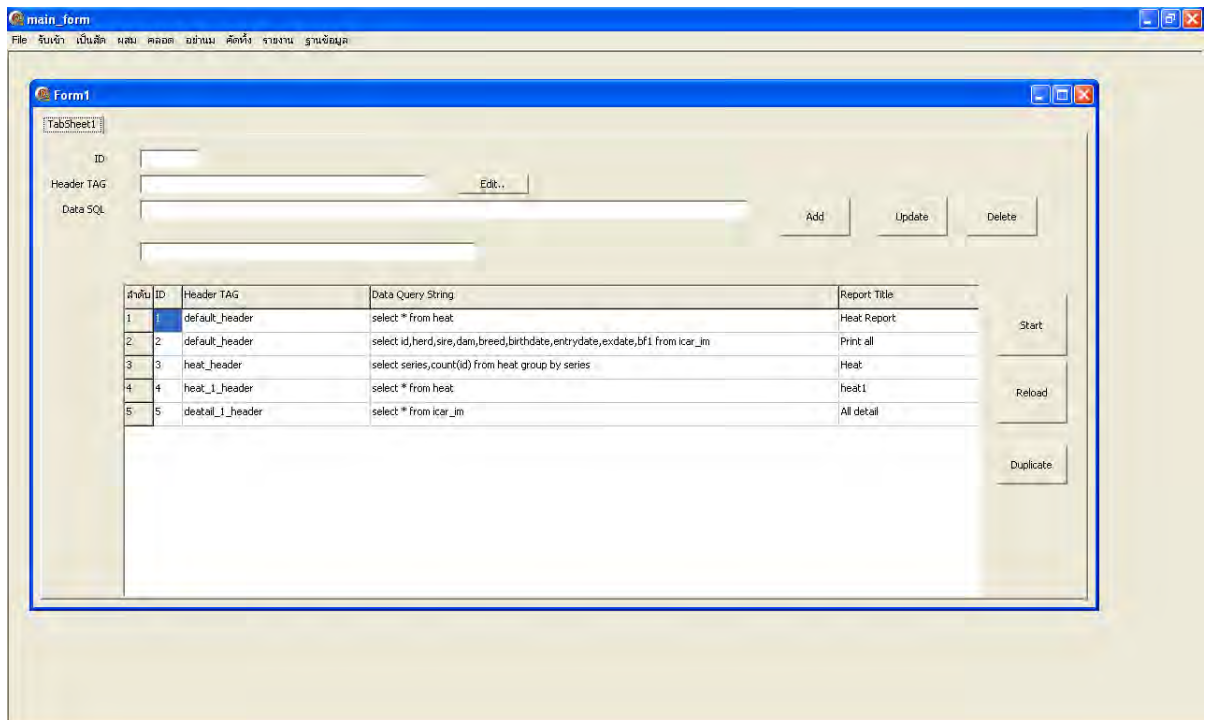 main_form
File รับเข้า เป็นสัด ผสม คลอด อย่านม คัดทิ้ง รายงาน ฐานข้อมูล
Form1
TabSheet1
ID
Header TAG Edit..
Data SQL Add Update Delete
ลำดับ ID Header TAG Data Query String Report Title
1 1 default_header select * from heat Heat Report
Start
2 2 default_header select id,herd,sire,dam,breed,birthdate,entrydate,exdate,bf1 from icar_im Print all
3 3 heat_header select series,count(id) from heat group by series Heat
4 4 heat_1_header select * from heat heat1
Reload
5 5 deatail_1_header select * from icar_im All detail
Duplicate